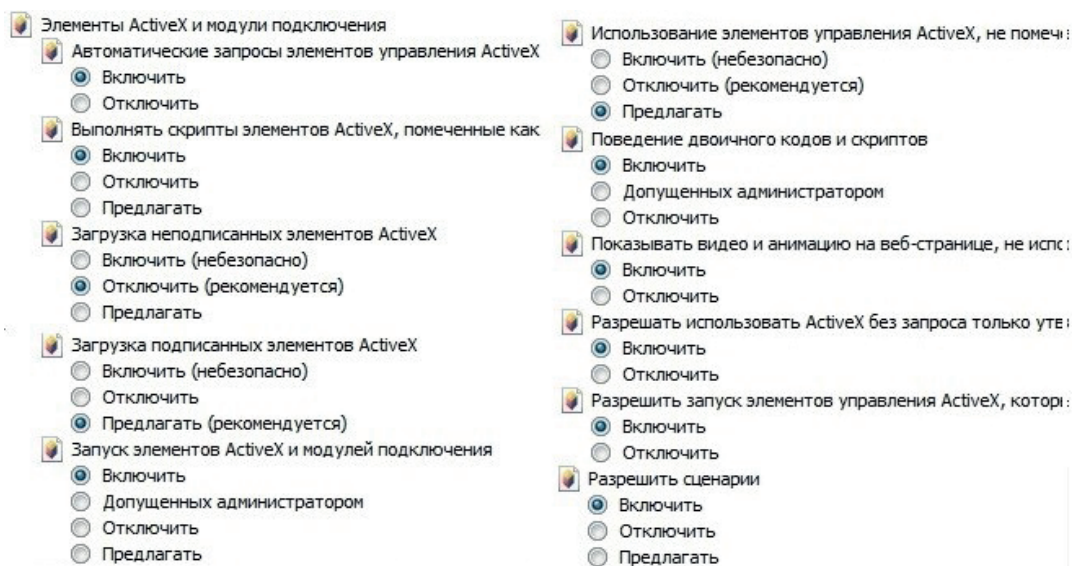 Элементы ActiveX и модули подключения
Автоматические запросы элементов управления ActiveX
Включить
Отключить
Выполнять скрипты элементов ActiveX, помеченные как
Включить
Отключить
Предлагать
Загрузка неподписанных элементов ActiveX
Включить (небезопасно)
Отключить (рекомендуется)
Предлагать
Загрузка подписанных элементов ActiveX
Включить (небезопасно)
Отключить
Предлагать (рекомендуется)
Запуск элементов ActiveX и модулей подключения
Включить
Допущенных администратором
Отключить
Предлагать
Использование элементов управления ActiveX, не
Включить (небезопасно)
Отключить (рекомендуется)
Предлагать
Поведение двоичного кодов и скриптов
Включить
Допущенных администратором
Отключить
Показывать видео и анимацию на веб-странице, не
Включить
Отключить
Разрешать использовать ActiveX без запроса только
Включить
Отключить
Разрешить запуск элементов управления ActiveX,
Включить
Отключить
Разрешить сценарии
Включить
Отключить
Предлагать